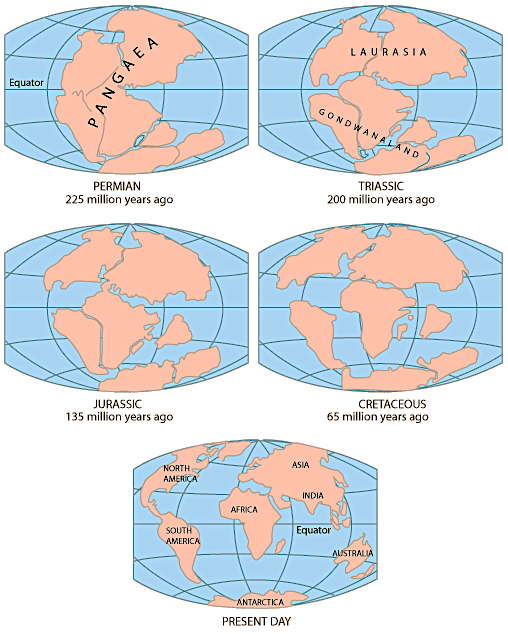 Equator
PANGAEA
LAURASIA
GONDWANALAND
PERMIAN
225 million years ago
TRIASSIC
200 million years ago
JURASSIC
135 million years ago
CRETACEOUS
65 million years ago
NORTH
AMERICA
ASIA
INDIA
AFRICA
Equator
SOUTH
AMERICA
AUSTRALIA
ANTARCTICA
PRESENT DAY